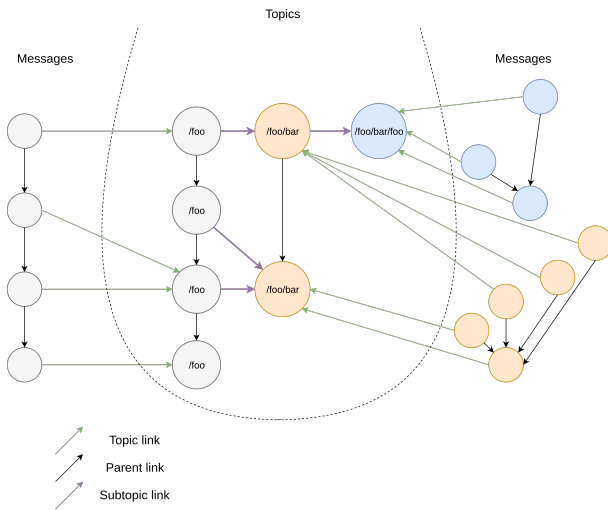 Topics
Messages
Messages
/foo
/foo/bar
/foo/bar/foo
/foo
/foo
/foo/bar
/foo
Topic link
Parent link
Subtopic link